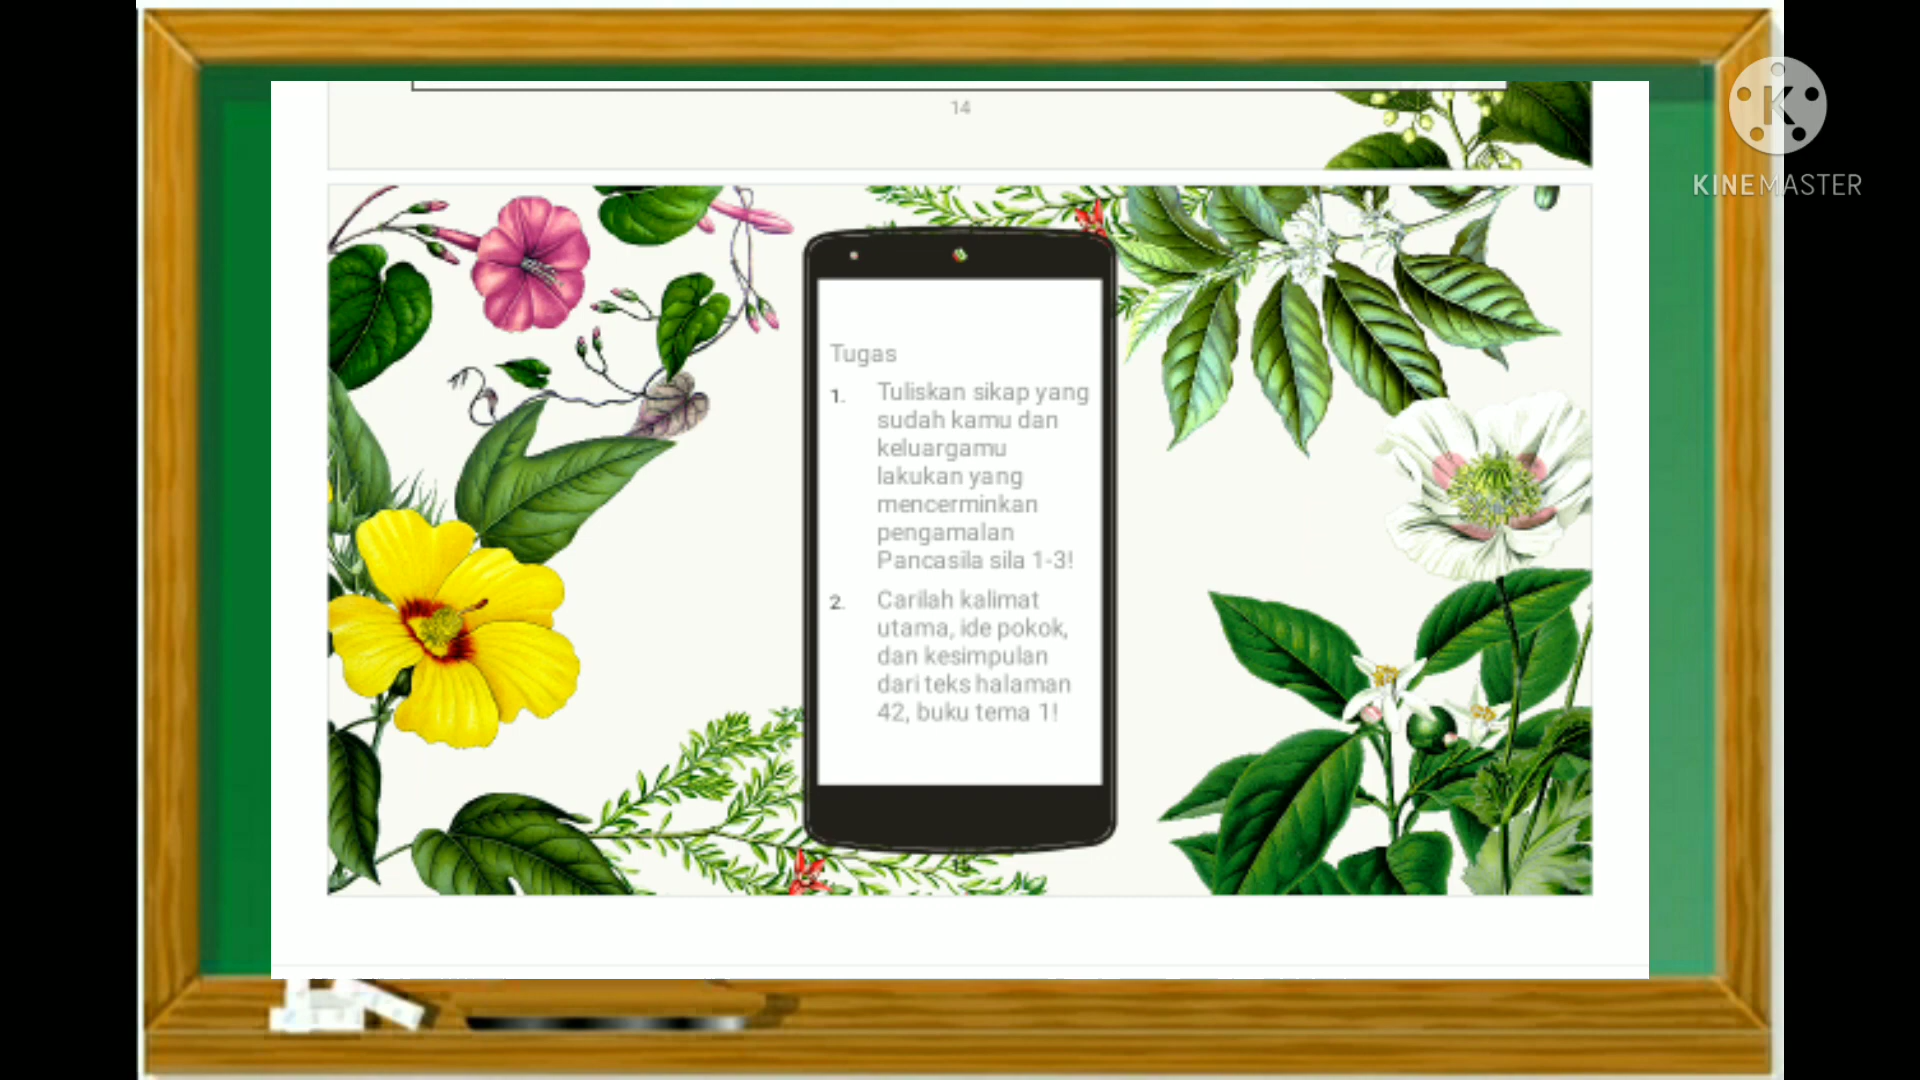 14
KINEMASTER
Tugas
1. Tuliskan sikap yang
sudah kamu dan
keluargamu
lakukan yang
mencerminkan
pengamalan
Pancasila sila 1-3!
2. Carilah kalimat
utama, ide pokok,
dan kesimpulan
dari teks halaman
42, buku tema 1!